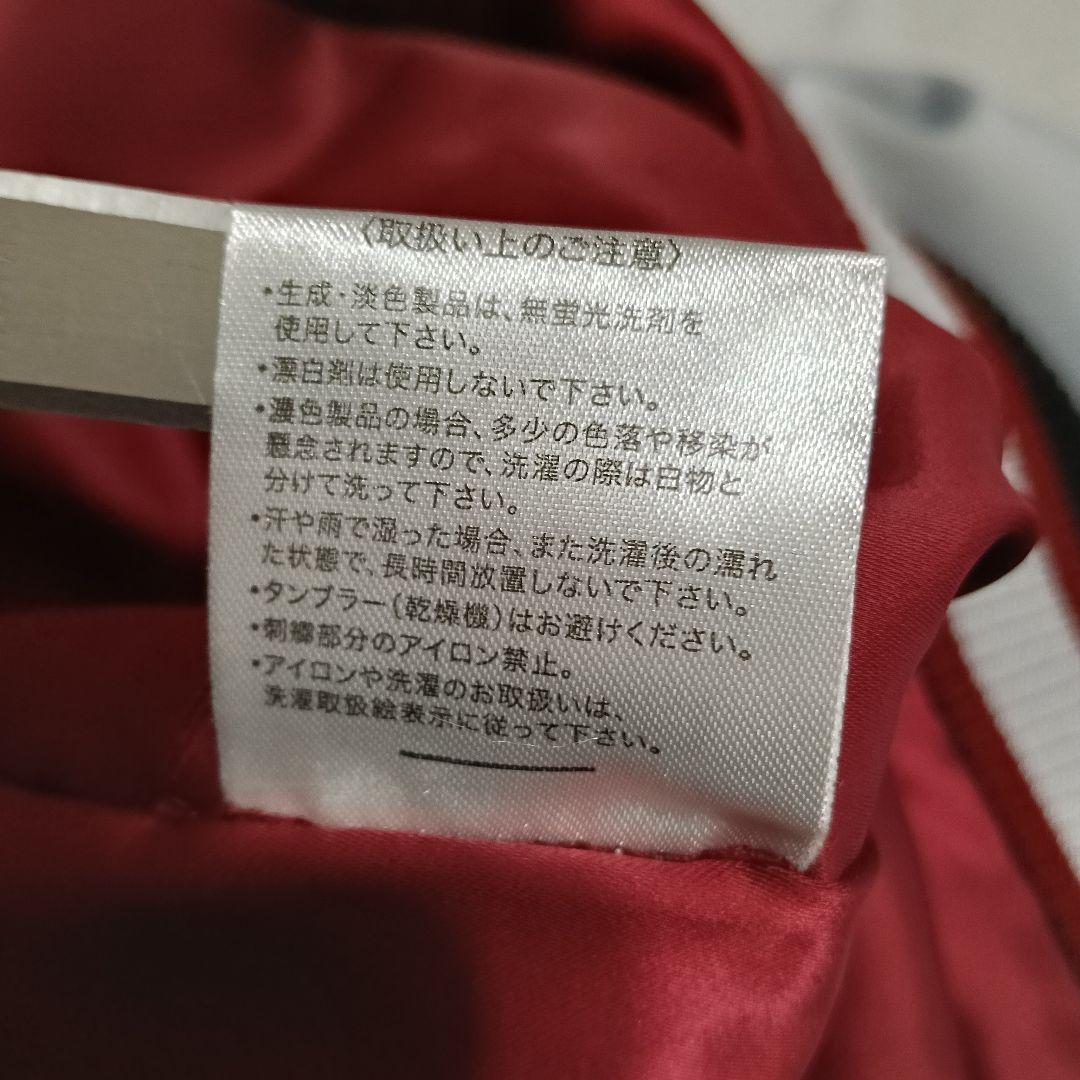 〈取扱い上のご注意〉
・生成・淡色製品は、無蛍光洗剤を
使用して下さい。
・漂白剤は使用しないで下さい。
・濃色製品の場合、多少の色落や移染が
懸念されますので、洗濯の際は白物と
分けて洗って下さい。
・汗や雨で湿った場合、また洗濯後の濡れ
た状態で、長時間放置しないで下さい。
・タンブラー(乾燥機)はお避けください。
・刺繍部分のアイロン禁止。
・アイロンや洗濯のお取扱いは、
洗濯取扱絵表示に従って下さい。